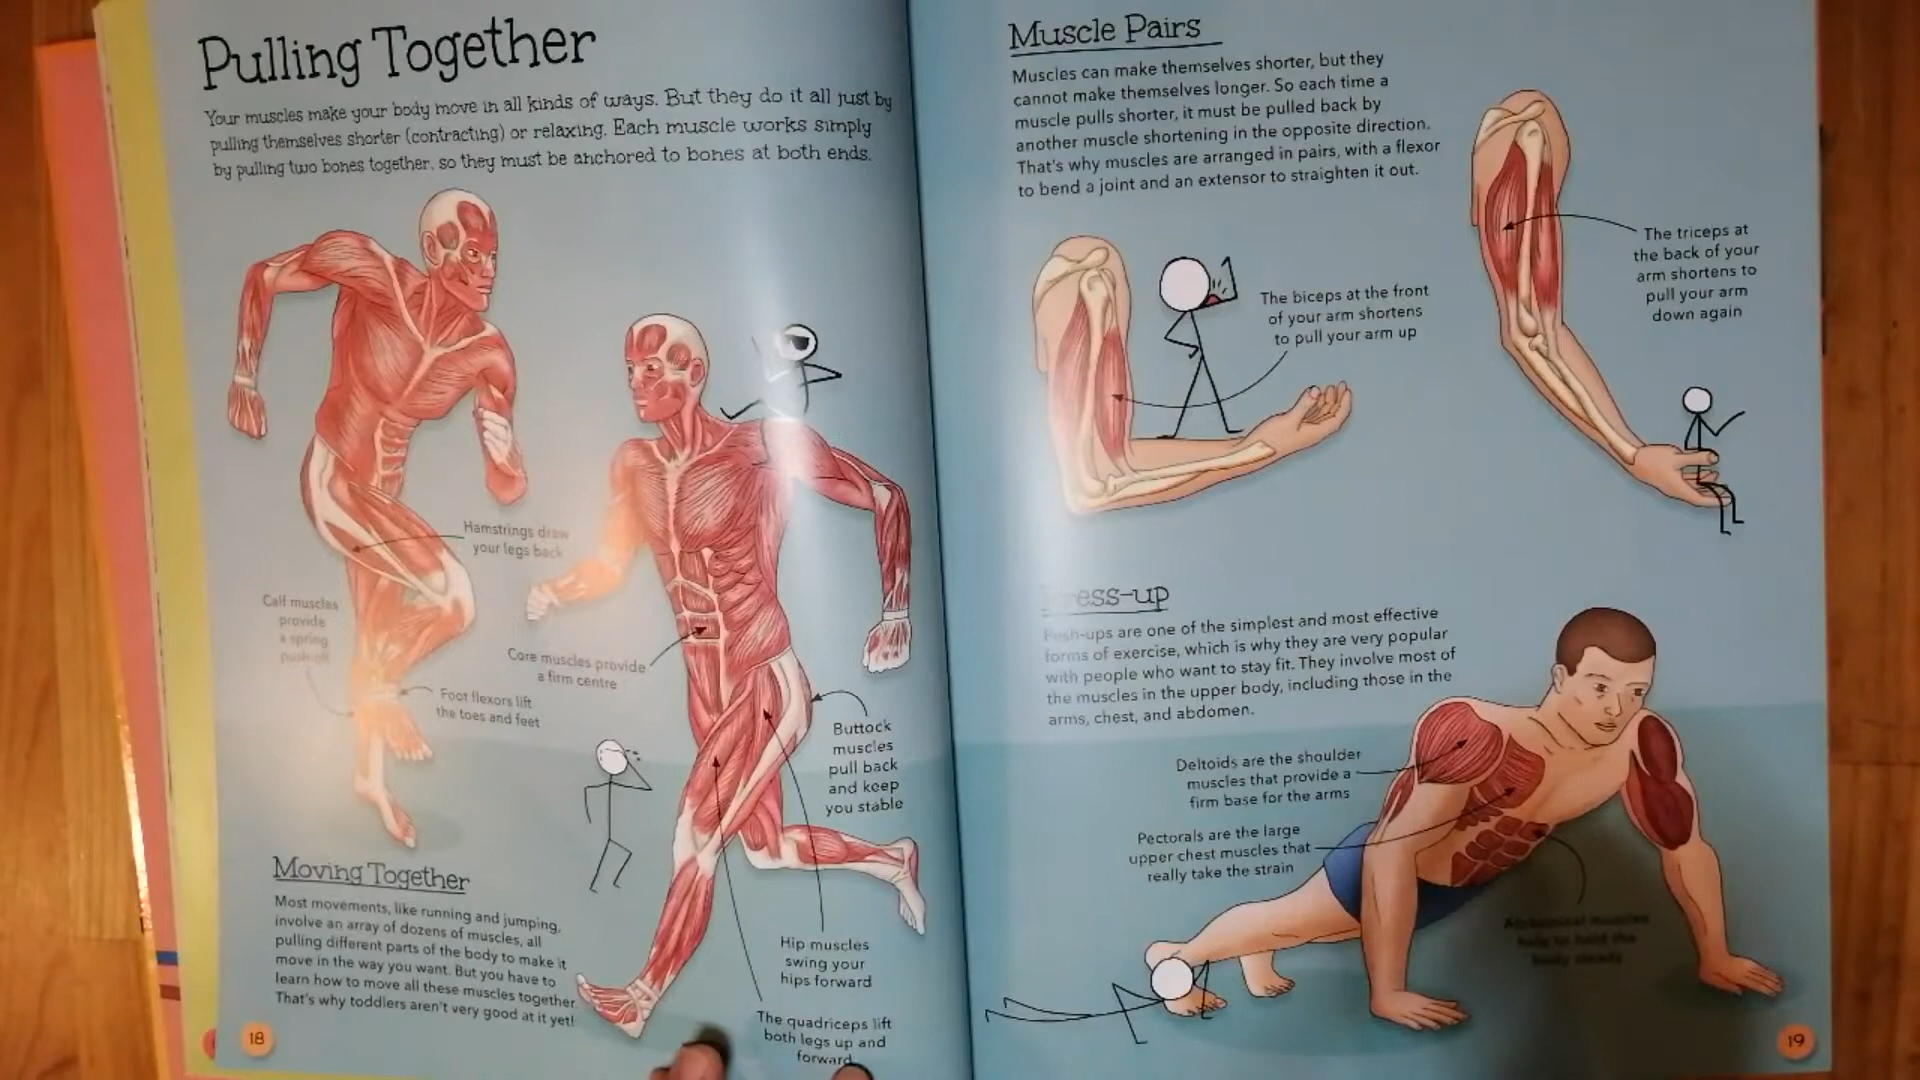 Pulling Together
Your muscles make your body move in all kinds of ways. But they do it all just by
pulling themselves shorter (contracting) or relaxing. Each muscle works simply
by pulling two bones together, so they must be anchored to bones at both ends.
Hamstrings draw
your legs back
Calf muscles
provide
a spring
push-off
Foot flexors lift
the toes and feet
Core muscles provide
a firm centre
Buttock
muscles
pull back
and keep
you stable
Moving Together
Most movements, like running and jumping,
involve an array of dozens of muscles, all
pulling different parts of the body to make it
move in the way you want. But you have to
learn how to move all these muscles together.
That's why toddlers aren't very good at it yet!
Hip muscles
swing your
hips forward
The quadriceps lift
both legs up and
forward
18
Muscle Pairs
Muscles can make themselves shorter, but they
cannot make themselves longer. So each time a
muscle pulls shorter, it must be pulled back by
another muscle shortening in the opposite direction.
That's why muscles are arranged in pairs, with a flexor
to bend a joint and an extensor to straighten it out.
The biceps at the front
of your arm shortens
to pull your arm up
The triceps at
the back of your
arm shortens to
pull your arm
down again
Press-up
Push-ups are one of the simplest and most effective
forms of exercise, which is why they are very popular
with people who want to stay fit. They involve most of
the muscles in the upper body, including those in the
arms, chest, and abdomen.
Deltoids are the shoulder
muscles that provide a
firm base for the arms
Pectorals are the large
upper chest muscles that
really take the strain
Abdominal muscles
help to hold the
body steady
19